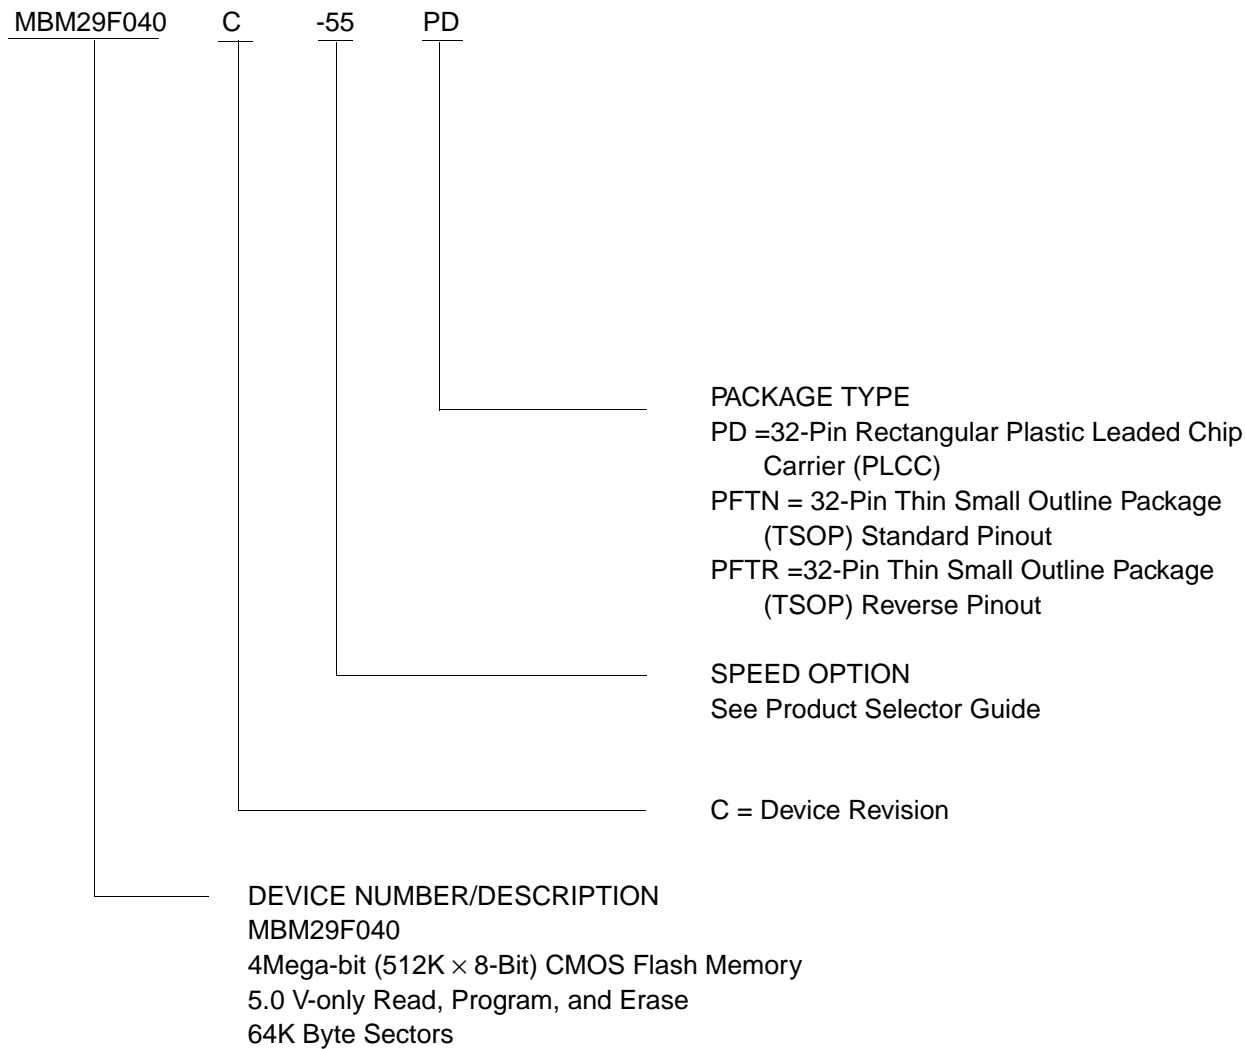 MBM29F040 C -55 PD
PACKAGE TYPE
PD =32-Pin Rectangular Plastic Leaded Chip
Carrier (PLCC)
PFTN = 32-Pin Thin Small Outline Package
(TSOP) Standard Pinout
PFTR =32-Pin Thin Small Outline Package
(TSOP) Reverse Pinout
SPEED OPTION
See Product Selector Guide
C = Device Revision
DEVICE NUMBER/DESCRIPTION
MBM29F040
4Mega-bit (512K × 8-Bit) CMOS Flash Memory
5.0 V-only Read, Program, and Erase
64K Byte Sectors